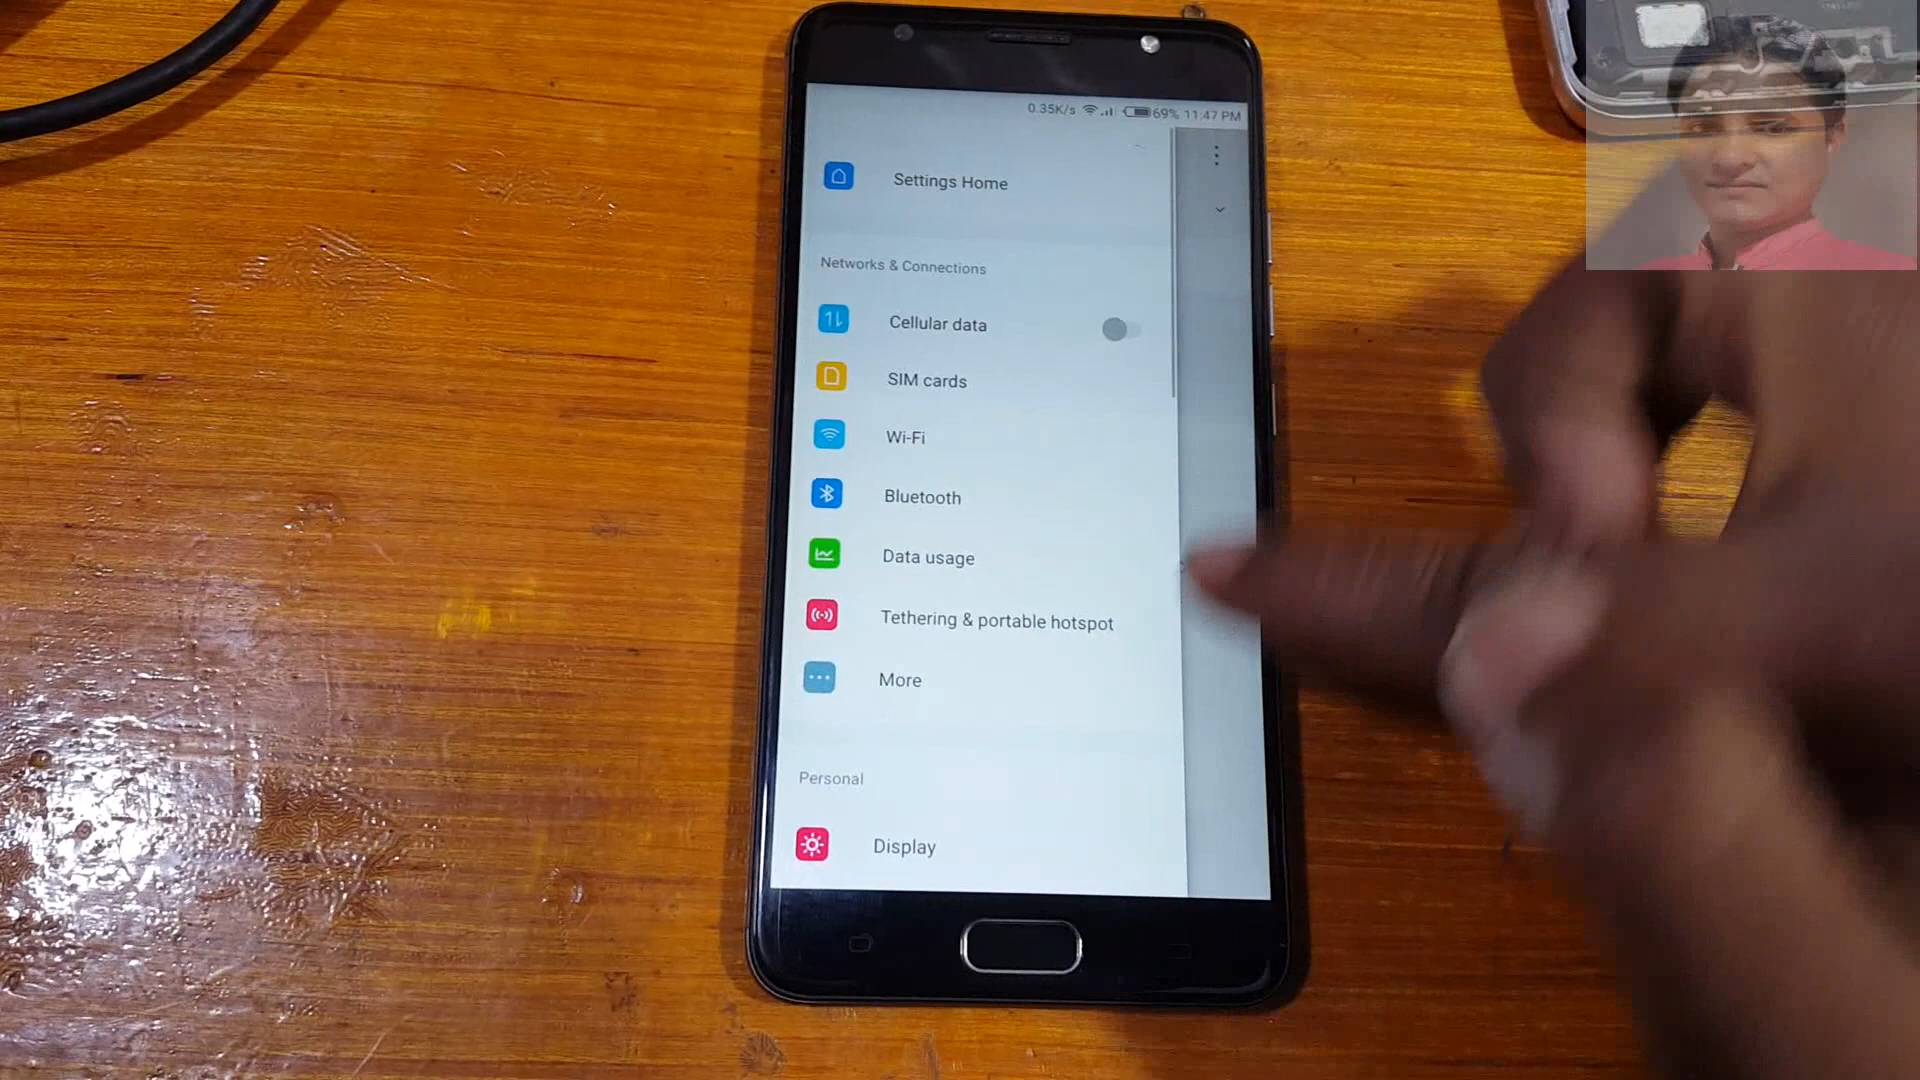 0.35K/s 69% 11:47 PM
Settings Home
Networks & Connections
Cellular data
SIM cards
Wi-Fi
Bluetooth
Data usage
Tethering & portable hotspot
More
Personal
Display